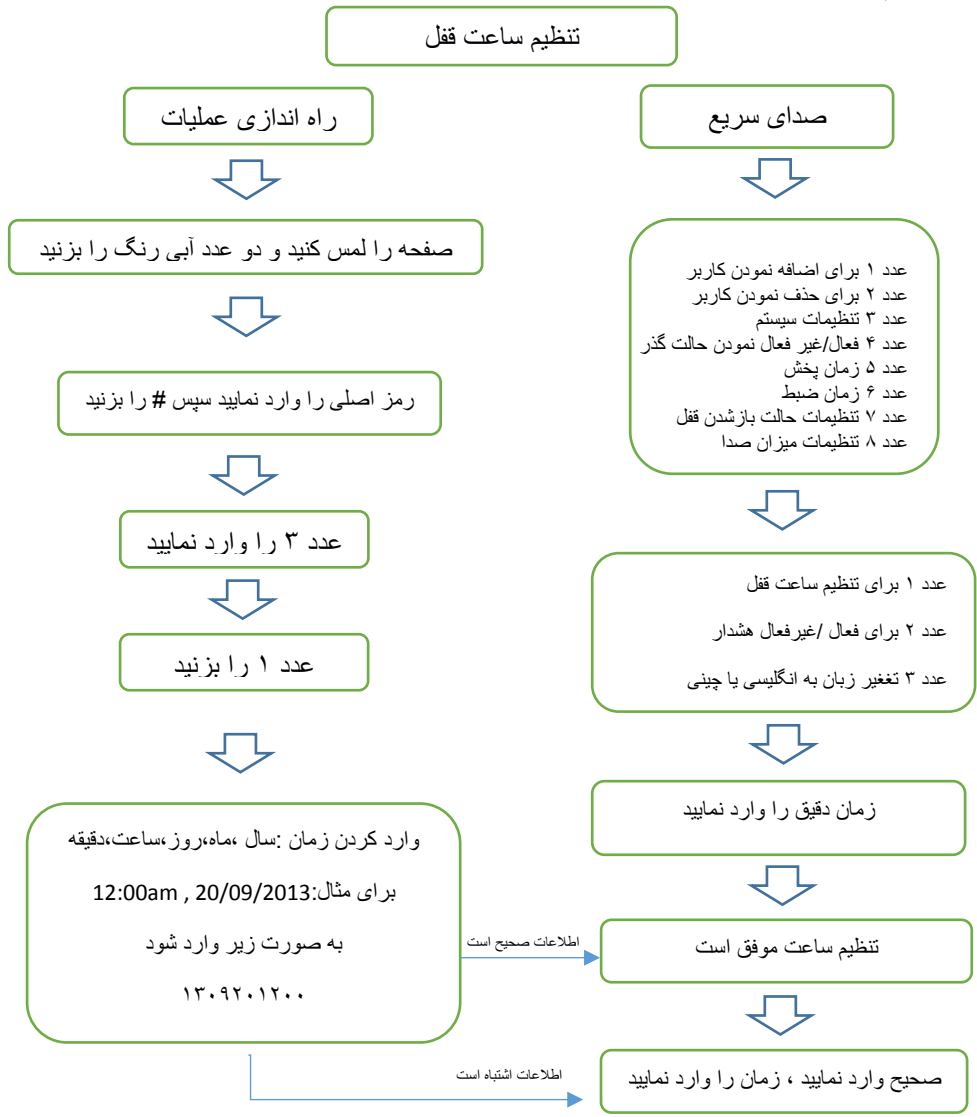 تنظیم ساعت قفل
صدای سریع
عدد ۱ برای اضافه نمودن کاربر
عدد ۲ برای حذف نمودن کاربر
عدد ۳ تنظیمات سیستم
عدد ۴ فعال/غیر فعال نمودن حالت گذر
عدد ۵ زمان پخش
عدد ۶ زمان ضبط
عدد ۷ تنظیمات حالت بازشدن قفل
عدد ۸ تنظیمات میزان صدا
عدد ۱ برای تنظیم ساعت قفل
عدد ۲ برای فعال /غیرفعال هشدار
عدد ۳ تغغیر زبان به انگلیسی یا چینی
زمان دقیق را وارد نمایید
تنظیم ساعت موفق است
صحیح وارد نمایید ، زمان را وارد نمایید
راه اندازی عملیات
صفحه را لمس کنید و دو عدد آبی رنگ را بزنید
رمز اصلی را وارد نمایید سپس # را بزنید
عدد ۳ را وارد نمایید
عدد ۱ را بزنید
وارد کردن زمان :سال ،ماه،روز،ساعت،دقیقه
برای مثال:12:00am , 20/09/2013
به صورت زیر وارد شود
۱۳۰۹۲۰۱۲۰۰
اطلاعات صحیح است
اطلاعات اشتباه است